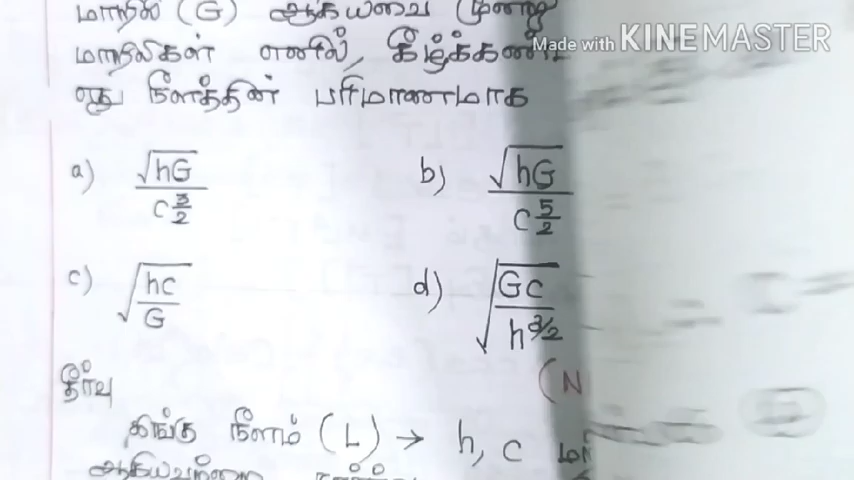 மாறிலி (G) ஆகியவை மூன்று
Made with KINEMASTER
மாறிலிகள் எனில், கீழ்க்கண்ட
எது நீளத்தின் பரிமாணமாக
a) √hG / c^3/2
b) √hG / c^5/2
c) √hc/G
d) √Gc/h^3/2
தீர்வு
(N
இங்கு நீளம் (L) → h, c